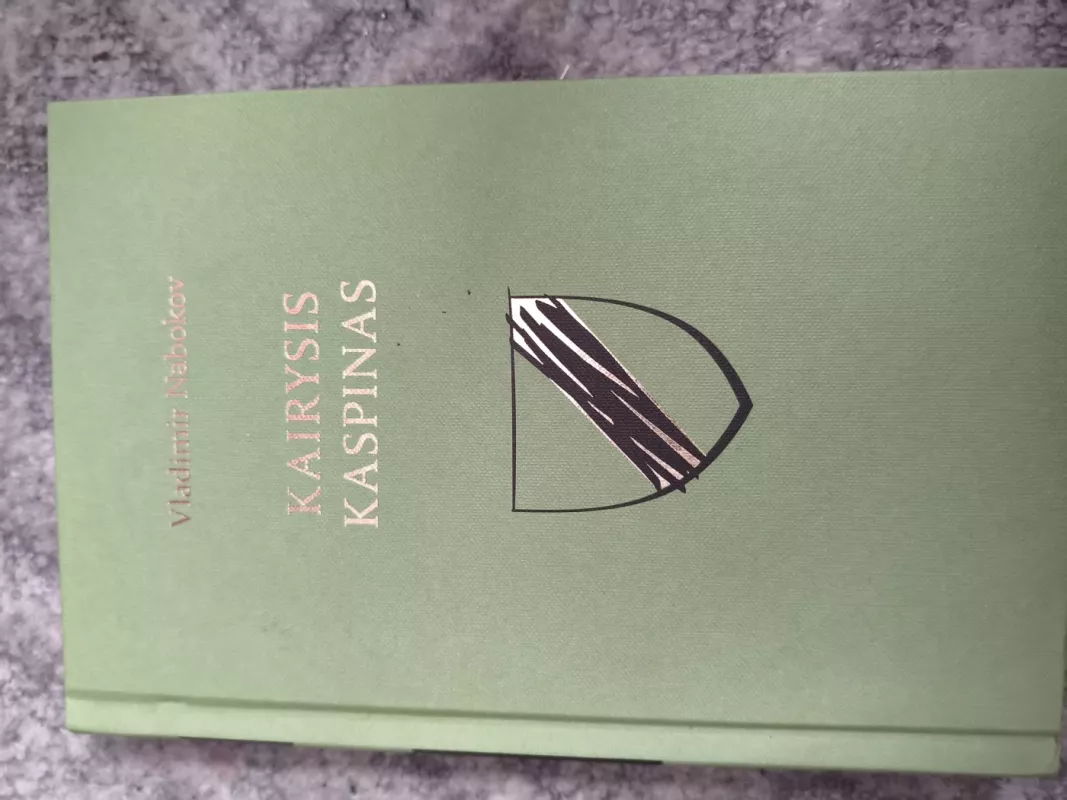 Vladimir Nabokov
KAIRYSIS
KASPINAS